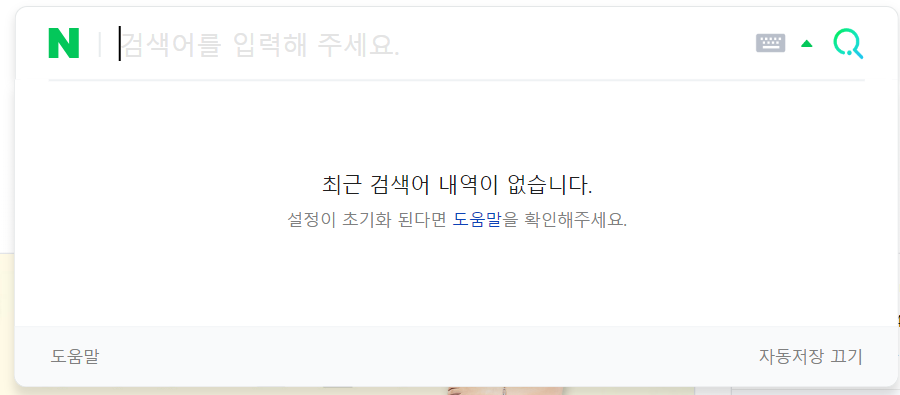 N 검색어를 입력해 주세요.
최근 검색어 내역이 없습니다.
설정이 초기화 된다면 도움말을 확인해주세요.
도움말 자동저장 끄기